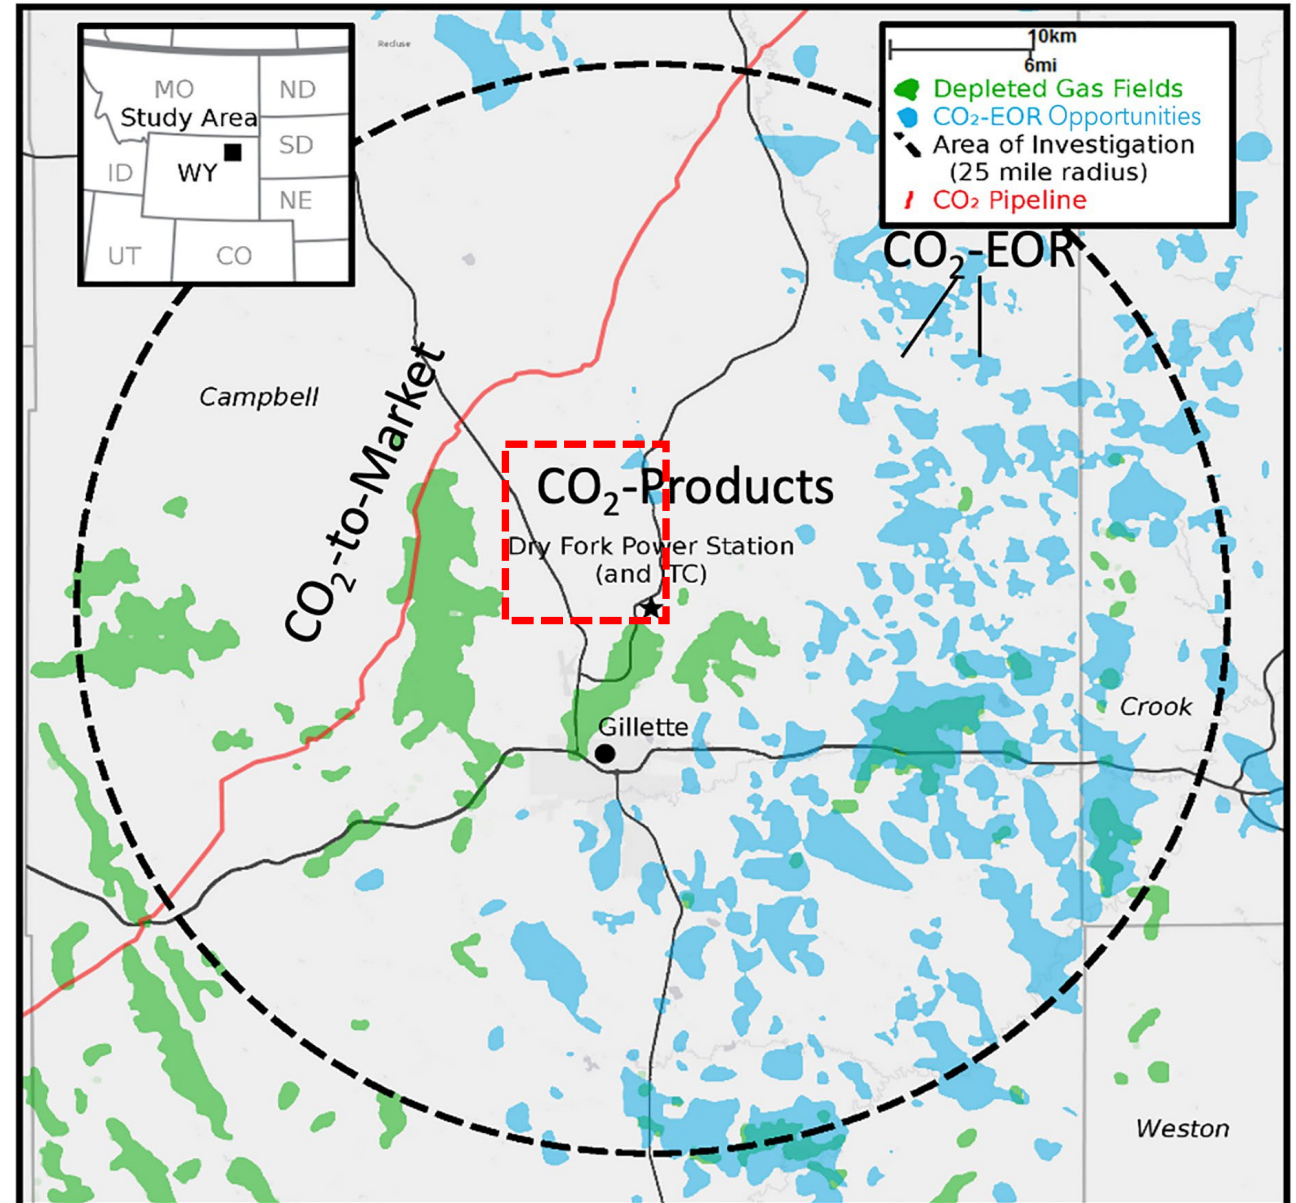 Recluse
MO
ND
Study Area
SD
ID
WY
NE
UT
CO
10km
6mi
Depleted Gas Fields
CO₂-EOR Opportunities
Area of Investigation
(25 mile radius)
CO₂ Pipeline
CO₂-EOR
Campbell
CO₂-to-Market
CO₂-Products
Dry Fork Power Station
(and ITC)
Crook
Gillette
Weston